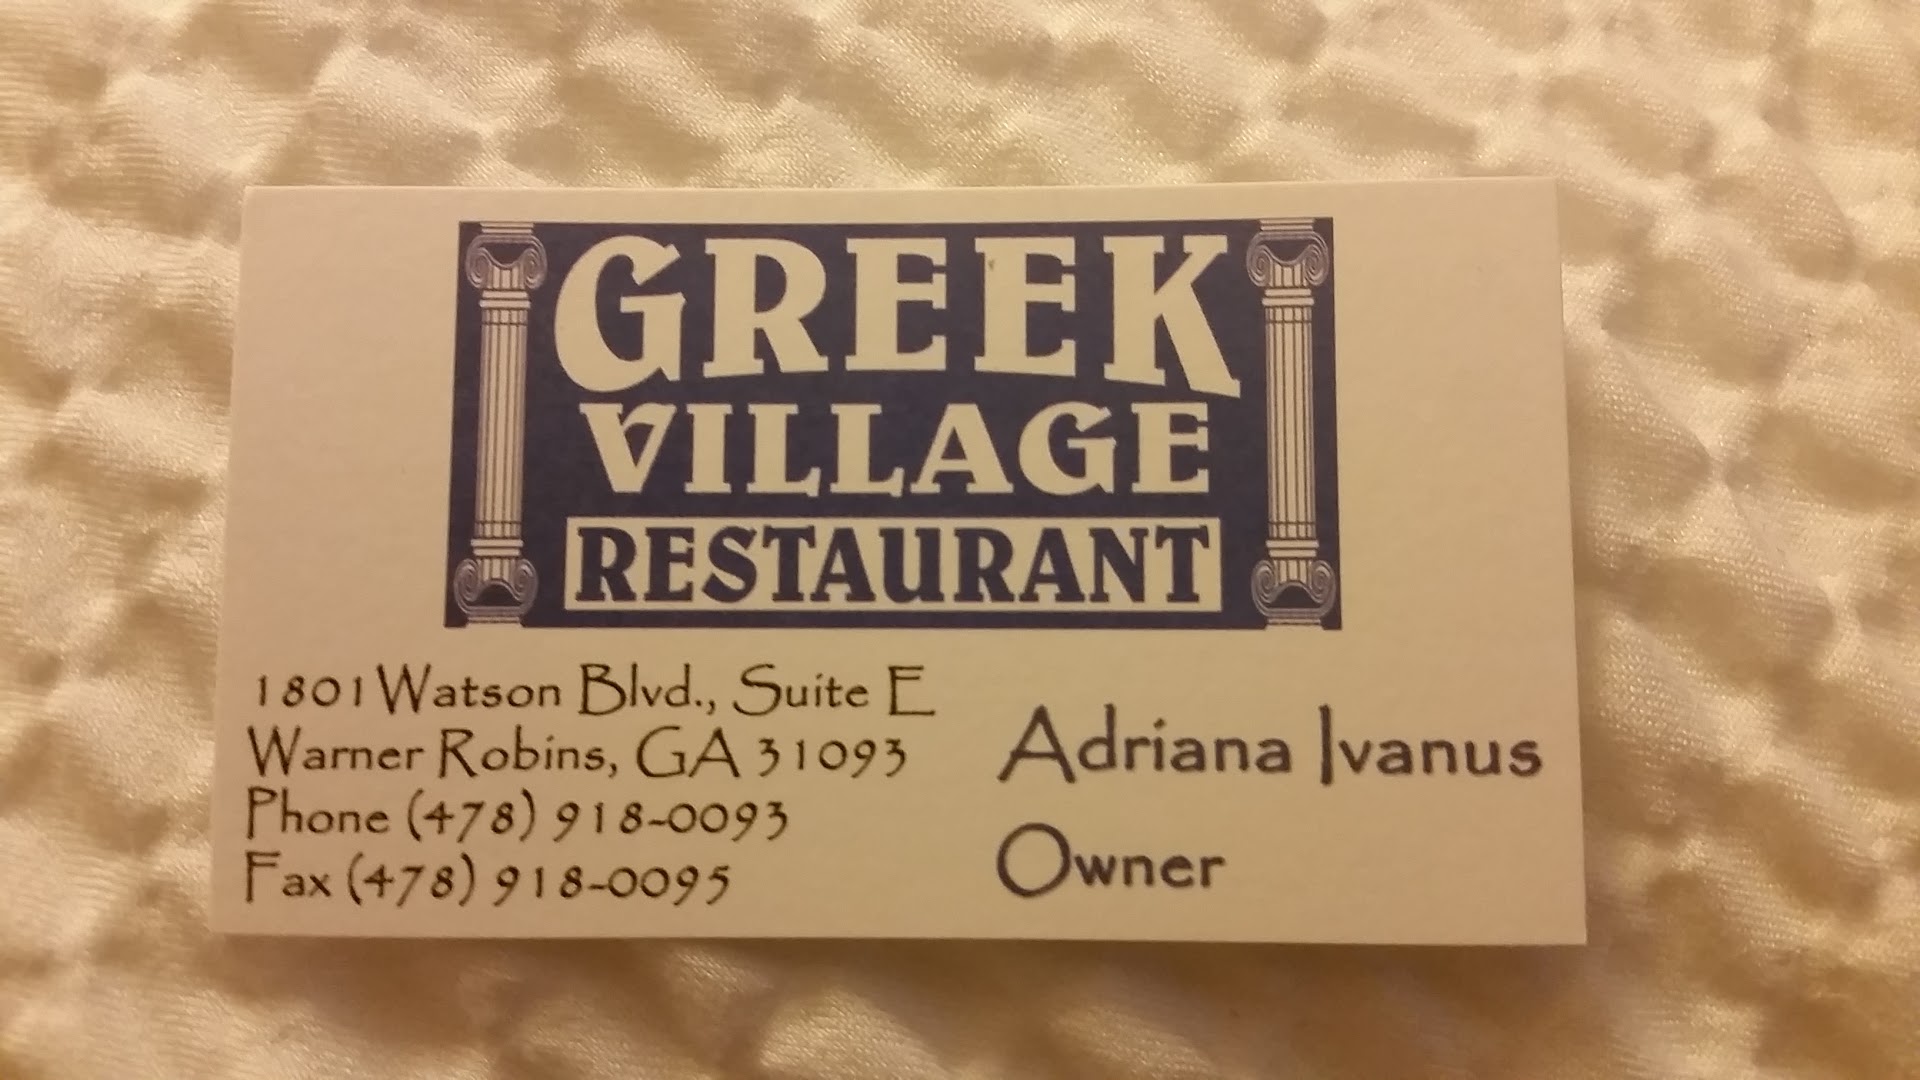 GREEK
VILLAGE
RESTAURANT
1801 Watson Blvd., Suite E
Warner Robins, GA 31093
Phone (478) 918-0093
Fax (478) 918-0095
Adriana Ivanus
Owner